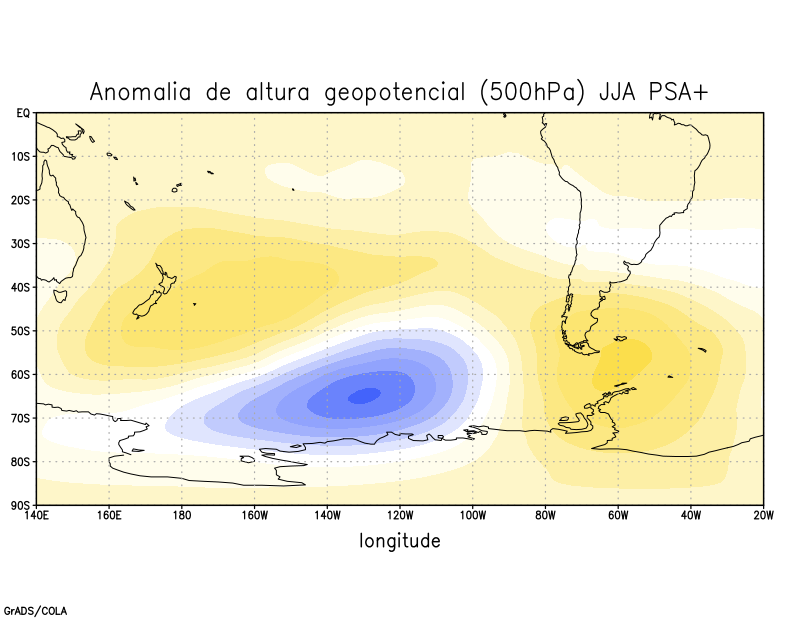 Anomalia de altura geopotencial (500hPa) JJA PSA+
EQ
10S
20S
30S
40S
50S
60S
70S
80S
90S
140E 160E 180 160W 140W 120W 100W 80W 60W 40W 20W
longitude
GrADS/COLA